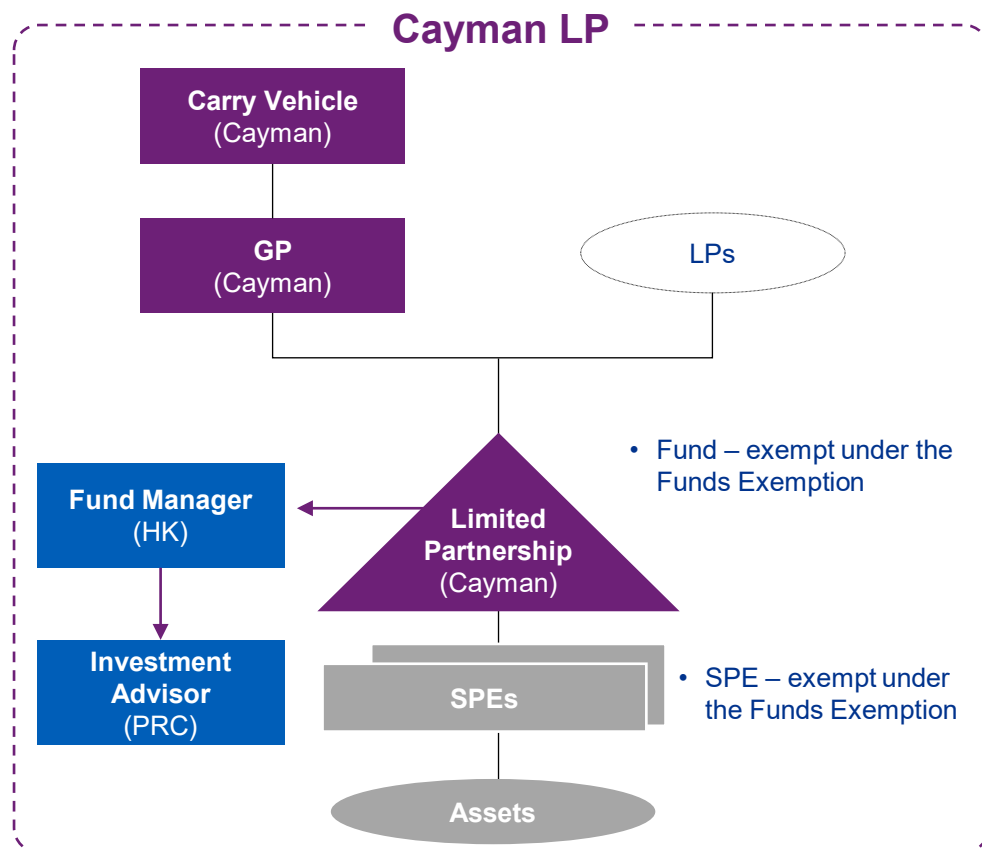 Cayman LP
Carry Vehicle
(Cayman)
GP
(Cayman)
LPs
• Fund – exempt under the
Funds Exemption
Fund Manager
(HK)
Limited
Partnership
(Cayman)
Investment
Advisor
(PRC)
SPEs
• SPE – exempt under
the Funds Exemption
Assets